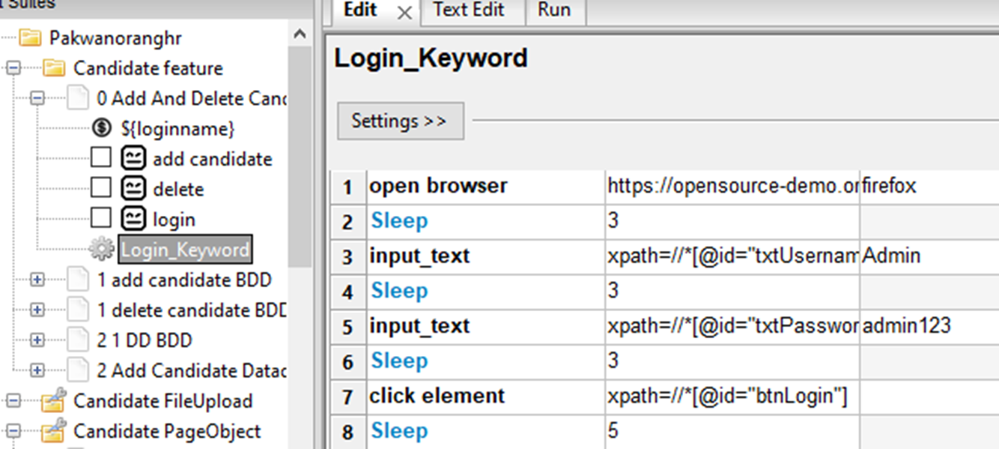 Suites
Pakwanoranghr
Candidate feature
0 Add And Delete Cand
${loginname}
add candidate
delete
login
Login_Keyword
1 add candidate BDD
1 delete candidate BDD
2 1 DD BDD
2 Add Candidate Datad
Candidate FileUpload
Candidate PageObject
Edit
Text Edit
Run
Login_Keyword
Settings >>
1 open browser https://opensource-demo.or firefox
2 Sleep 3
3 input_text xpath=//*[@id="txtUsernam Admin
4 Sleep 3
5 input_text xpath=//*[@id="txtPasswor admin123
6 Sleep 3
7 click element xpath=//*[@id="btnLogin"]
8 Sleep 5